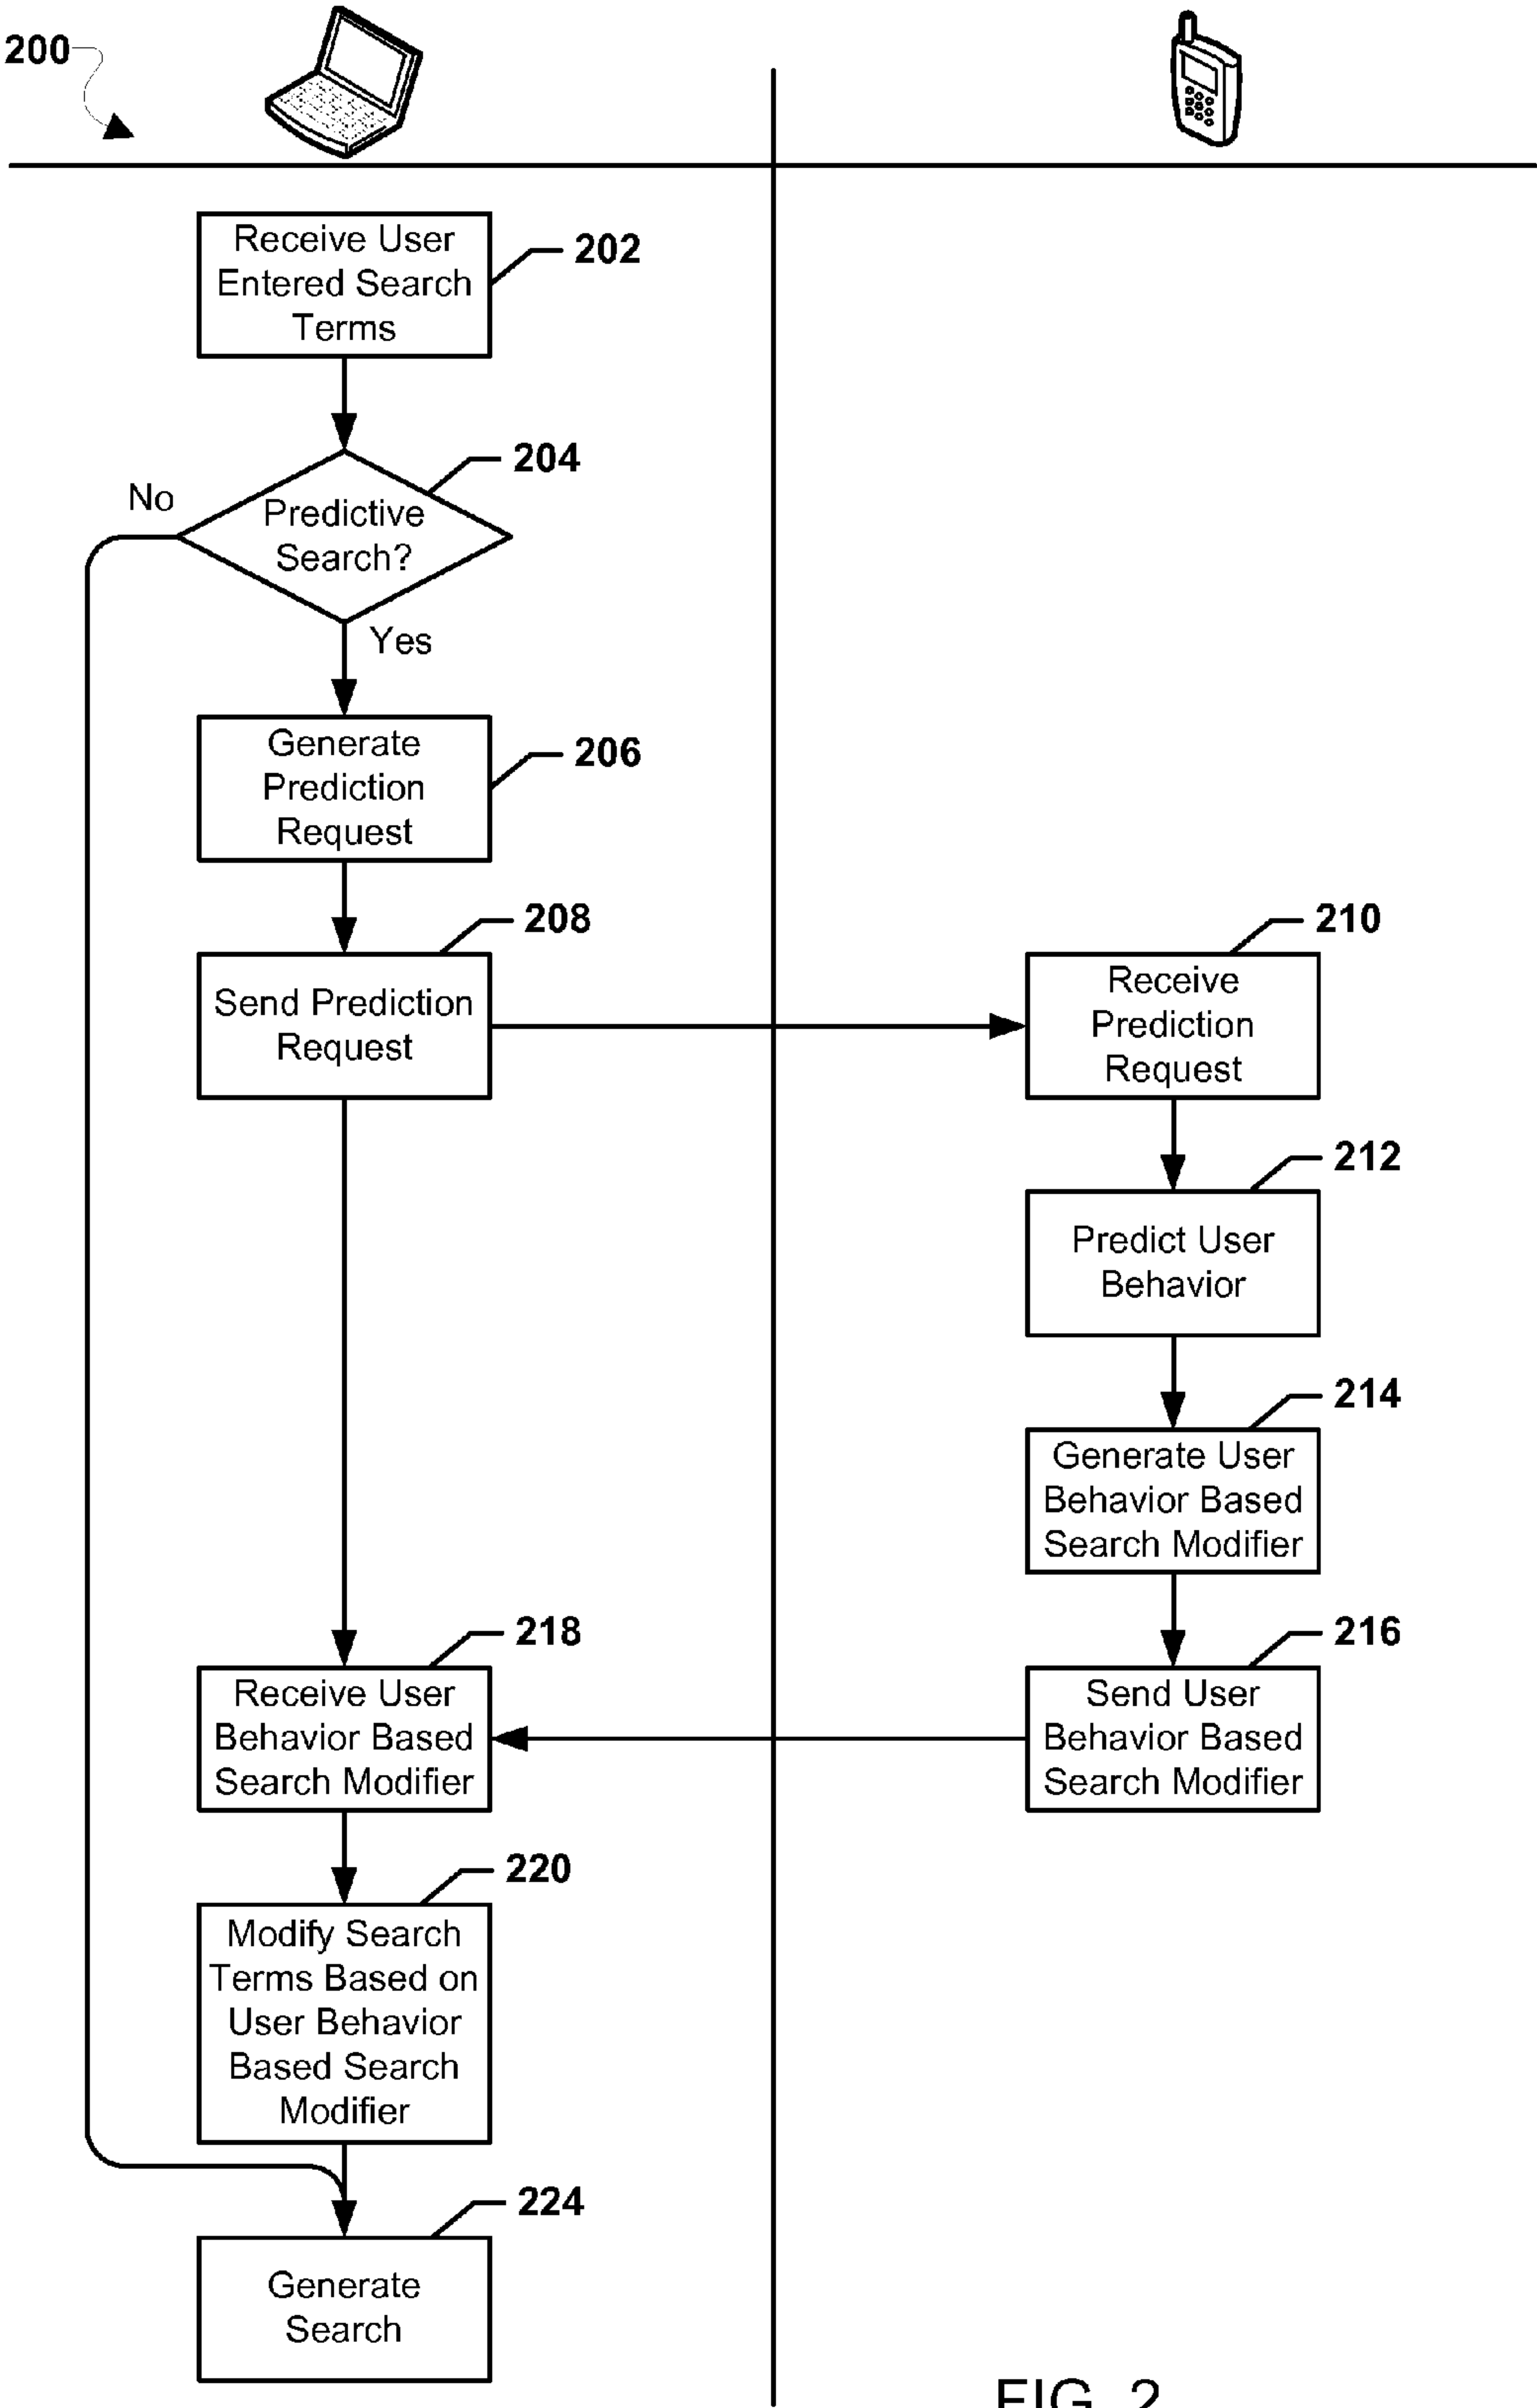 200
Receive User
Entered Search
Terms
202
204
No
Predictive
Search?
Yes
Generate
Prediction
Request
206
208
Send Prediction
Request
210
Receive
Prediction
Request
212
Predict User
Behavior
214
Generate User
Behavior Based
Search Modifier
218
Receive User
Behavior Based
Search Modifier
216
Send User
Behavior Based
Search Modifier
220
Modify Search
Terms Based on
User Behavior
Based Search
Modifier
224
Generate
Search
FIG. 2